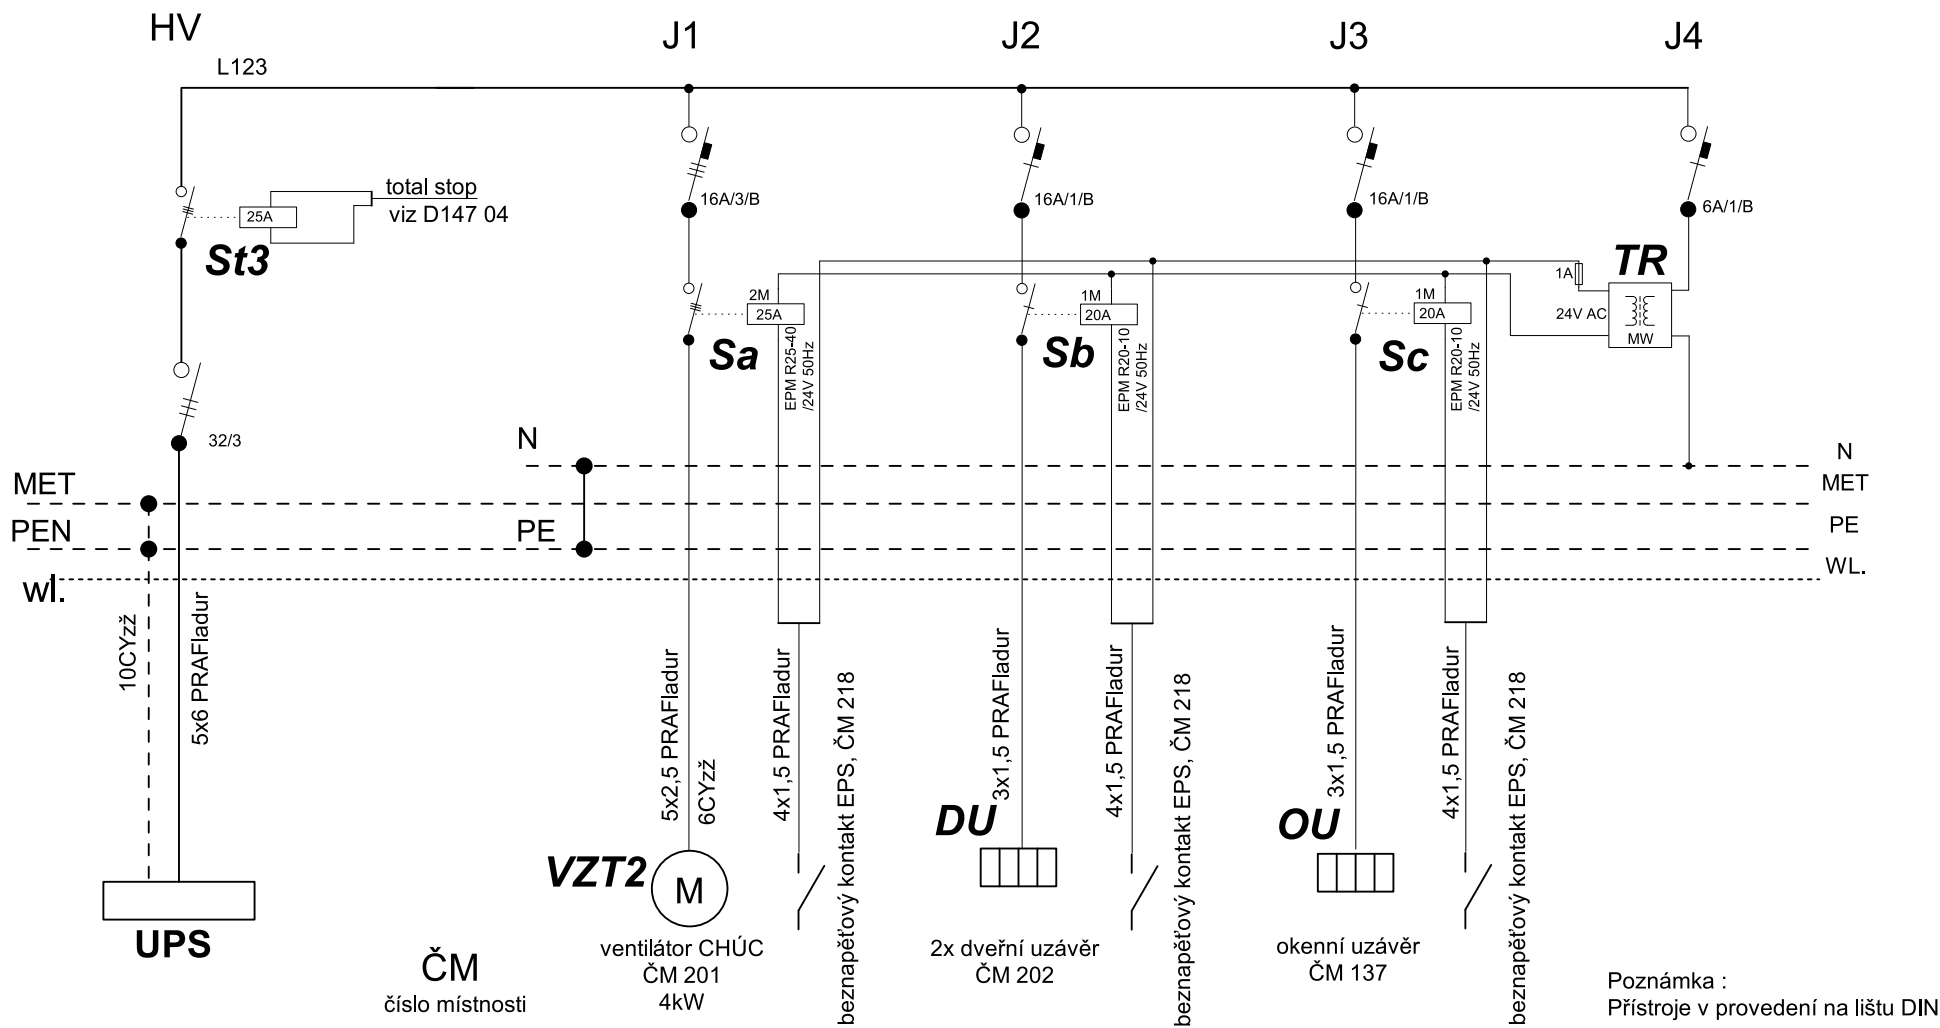 HV
J1
J2
J3
J4
L123
total stop
viz D147 04
25A
St3
16A/3/B
16A/1/B
16A/1/B
6A/1/B
TR
1A
24V AC
MW
2M
25A
Sa
EPM R25-40
/24V 50Hz
1M
20A
Sb
EPM R20-10
/24V 50Hz
1M
20A
Sc
EPM R20-10
/24V 50Hz
32/3
N
N
MET
MET
PEN
PE
PE
wl.
WL.
10CYzž
5x6 PRAFladur
5x2,5 PRAFladur
6CYzž
4x1,5 PRAFladur
beznapěťový kontakt EPS, ČM 218
3x1,5 PRAFladur
4x1,5 PRAFladur
beznapěťový kontakt EPS, ČM 218
3x1,5 PRAFladur
4x1,5 PRAFladur
beznapěťový kontakt EPS, ČM 218
UPS
VZT2
M
DU
OU
ČM
číslo místnosti
ventilátor CHÚC
ČM 201
4kW
2x dveřní uzávěr
ČM 202
okenní uzávěr
ČM 137
Poznámka :
Přístroje v provedení na lištu DIN